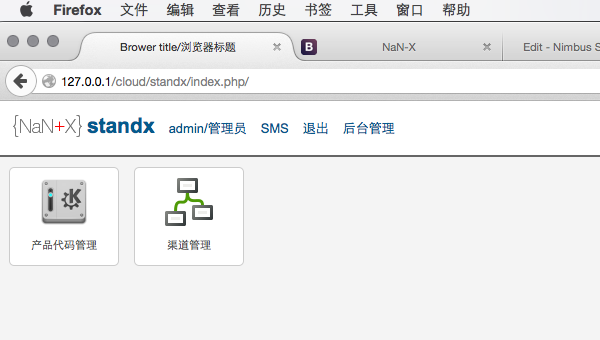 Firefox 文件 编辑 查看 历史 书签 工具 窗口 帮助
Brower title/浏览器标题 B NaN-X Edit - Nimbus S
127.0.0.1/cloud/standx/index.php/
{NaN+X} standx admin/管理员 SMS 退出 后台管理
产品代码管理 渠道管理